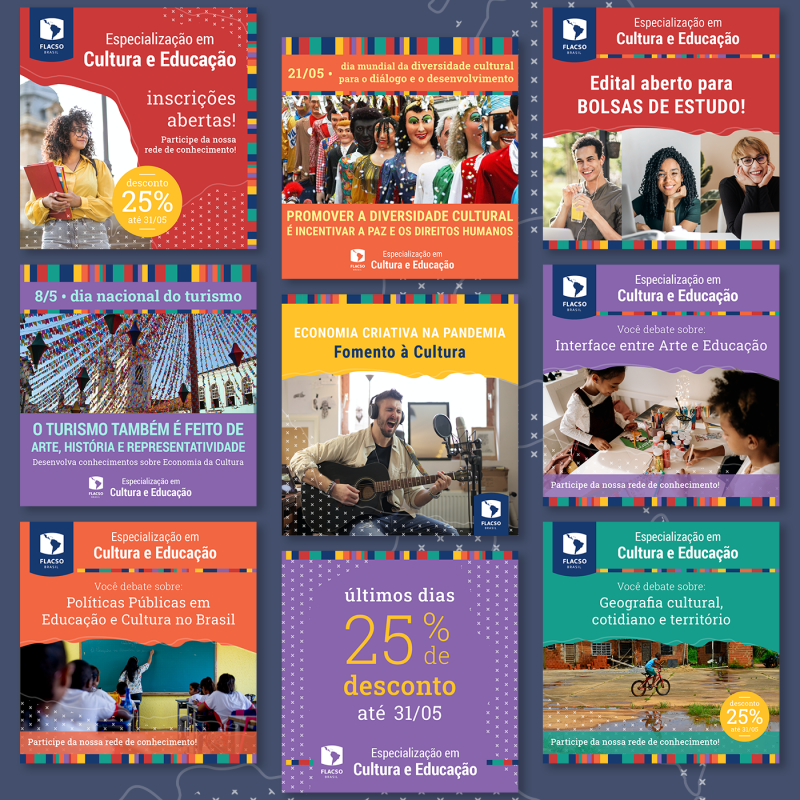 FLACSO
BRASIL
Especialização em
Cultura e Educação
inscrições
abertas!
Participe da nossa
rede de conhecimento!
desconto
25%
até 31/05
21/05 • dia mundial da diversidade cultural
para o diálogo e o desenvolvimento
PROMOVER A DIVERSIDADE CULTURAL
É INCENTIVAR A PAZ E OS DIREITOS HUMANOS
FLACSO
BRASIL
Especialização em
Cultura e Educação
FLACSO
BRASIL
Especialização em
Cultura e Educação
Edital aberto para
BOLSAS DE ESTUDO!
8/5 • dia nacional do turismo
O TURISMO TAMBÉM É FEITO DE
ARTE, HISTÓRIA E REPRESENTATIVIDADE
Desenvolva conhecimentos sobre Economia da Cultura
FLACSO
BRASIL
Especialização em
Cultura e Educação
ECONOMIA CRIATIVA NA PANDEMIA
Fomento à Cultura
FLACSO
BRASIL
FLACSO
BRASIL
Especialização em
Cultura e Educação
Você debate sobre:
Interface entre Arte e Educação
Participe da nossa rede de conhecimento!
FLACSO
BRASIL
Especialização em
Cultura e Educação
Você debate sobre:
Políticas Públicas em
Educação e Cultura no Brasil
Participe da nossa rede de conhecimento!
últimos dias
25%
de
desconto
até 31/05
FLACSO
BRASIL
Especialização em
Cultura e Educação
FLACSO
BRASIL
Especialização em
Cultura e Educação
Você debate sobre:
Geografia cultural,
cotidiano e território
desconto
25%
até 31/05
Participe da nossa rede de conhecimento!